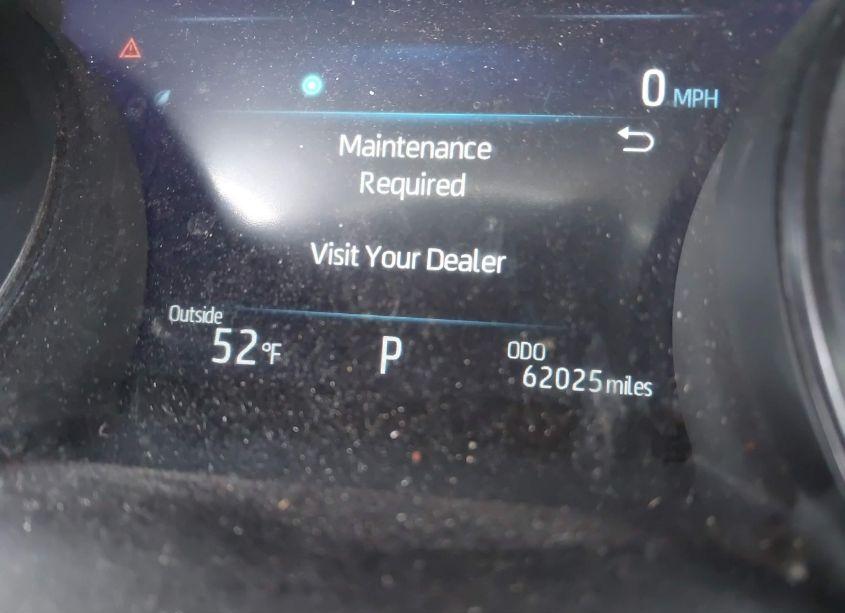 0 MPH
Maintenance
Required
Visit Your Dealer
Outside
52°F
P
ODO
62025 miles